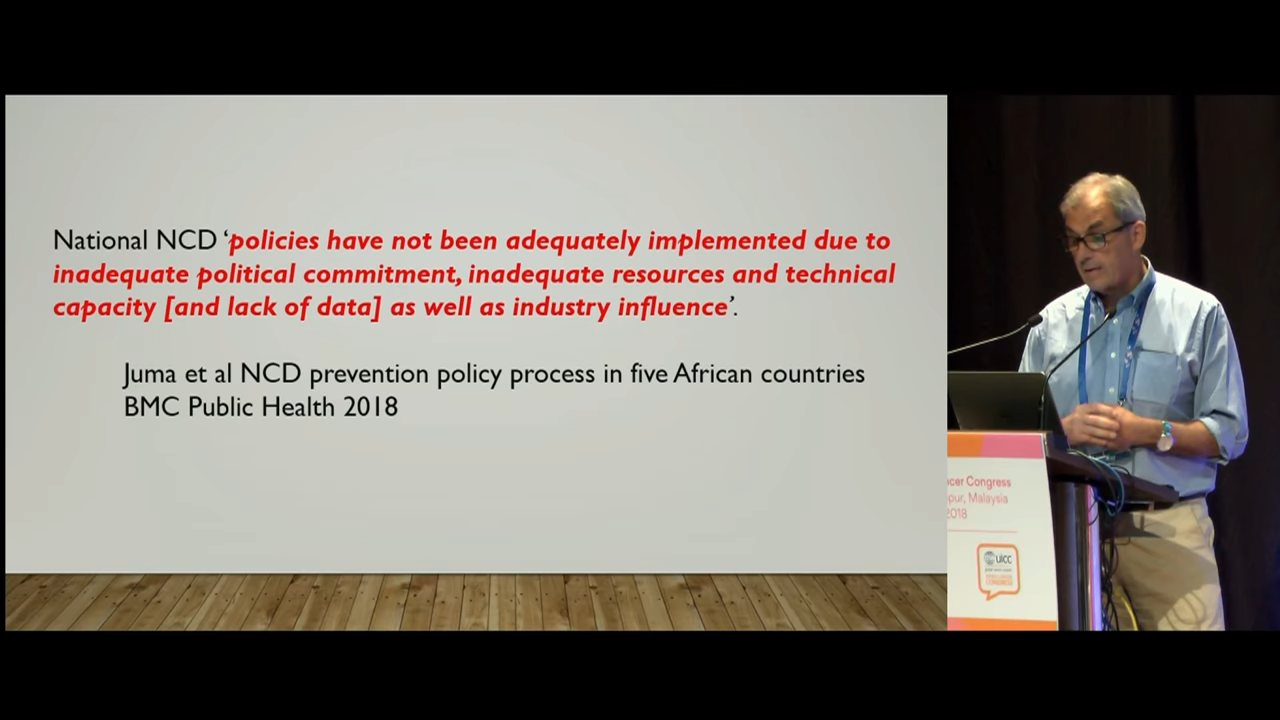 National NCD ‘policies have not been adequately implemented due to
inadequate political commitment, inadequate resources and technical
capacity [and lack of data] as well as industry influence’.
Juma et al NCD prevention policy process in five African countries
BMC Public Health 2018
Congress
Malaysia
2018
uicc